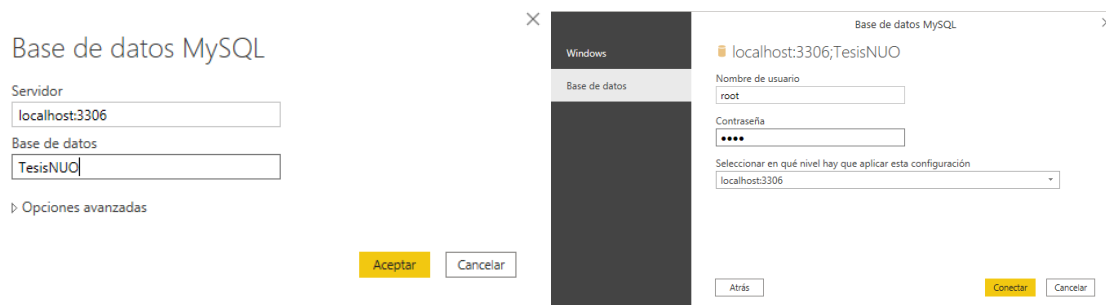 Base de datos MySQL
Servidor
localhost:3306
Base de datos
TesisNUO
Opciones avanzadas
Aceptar
Cancelar
Base de datos MySQL
Windows
Base de datos
localhost:3306;TesisNUO
Nombre de usuario
root
Contraseña
••••
Seleccionar en qué nivel hay que aplicar esta configuración
localhost:3306
Atrás
Conectar
Cancelar